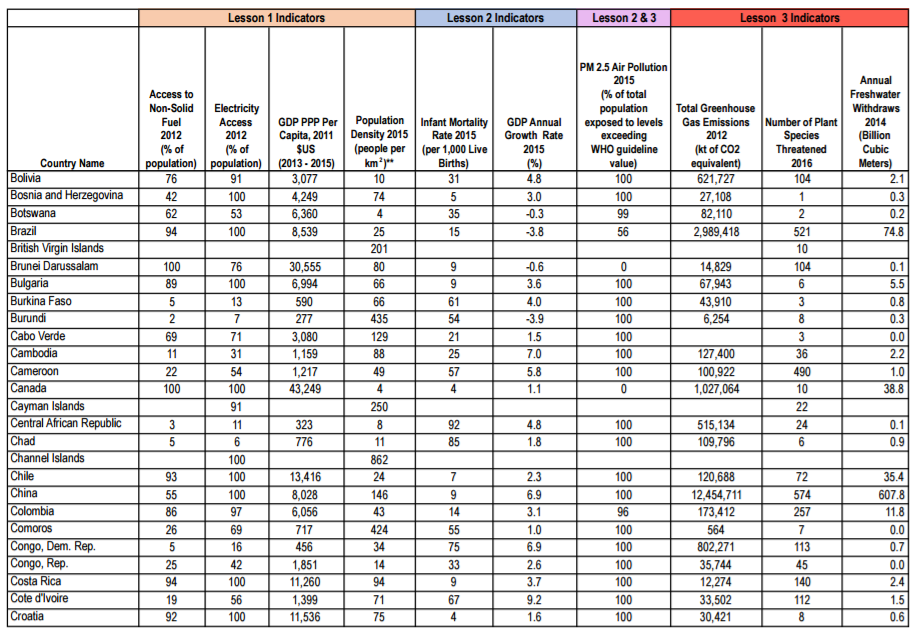 Lesson 1 Indicators Lesson 2 Indicators Lesson 2 & 3 Lesson 3 Indicators
Country Name
Access to Non-Solid Fuel 2012 (% of population)
Electricity Access 2012 (% of population)
GDP PPP Per Capita, 2011 $US (2013 - 2015)
Population Density 2015 (people per km²)**
Infant Mortality Rate 2015 (per 1,000 Live Births)
GDP Annual Growth Rate 2015 (%)
PM 2.5 Air Pollution 2015 (% of total population exposed to levels exceeding WHO guideline value)
Total Greenhouse Gas Emissions 2012 (kt of CO2 equivalent)
Number of Plant Species Threatened 2016
Annual Freshwater Withdraws 2014 (Billion Cubic Meters)
Bolivia 76 91 3,077 10 31 4.8 100 621,727 104 2.1
Bosnia and Herzegovina 42 100 4,249 74 5 3.0 100 27,108 1 0.3
Botswana 62 53 6,360 4 35 -0.3 99 82,110 2 0.2
Brazil 94 100 8,539 25 15 -3.8 56 2,989,418 521 74.8
British Virgin Islands 201 10
Brunei Darussalam 100 76 30,555 80 9 -0.6 0 14,829 104 0.1
Bulgaria 89 100 6,994 66 9 3.6 100 67,943 6 5.5
Burkina Faso 5 13 590 66 61 4.0 100 43,910 3 0.8
Burundi 2 7 277 435 54 -3.9 100 6,254 8 0.3
Cabo Verde 69 71 3,080 129 21 1.5 100 3 0.0
Cambodia 11 31 1,159 88 25 7.0 100 127,400 36 2.2
Cameroon 22 54 1,217 49 57 5.8 100 100,922 490 1.0
Canada 100 100 43,249 4 4 1.1 0 1,027,064 10 38.8
Cayman Islands 91 250 22
Central African Republic 3 11 323 8 92 4.8 100 515,134 24 0.1
Chad 5 6 776 11 85 1.8 100 109,796 6 0.9
Channel Islands 100 862
Chile 93 100 13,416 24 7 2.3 100 120,688 72 35.4
China 55 100 8,028 146 9 6.9 100 12,454,711 574 607.8
Colombia 86 97 6,056 43 14 3.1 96 173,412 257 11.8
Comoros 26 69 717 424 55 1.0 100 564 7 0.0
Congo, Dem. Rep. 5 16 456 34 75 6.9 100 802,271 113 0.7
Congo, Rep. 25 42 1,851 14 33 2.6 100 35,744 45 0.0
Costa Rica 94 100 11,260 94 9 3.7 100 12,274 140 2.4
Cote d'Ivoire 19 56 1,399 71 67 9.2 100 33,502 112 1.5
Croatia 92 100 11,536 75 4 1.6 100 30,421 8 0.6